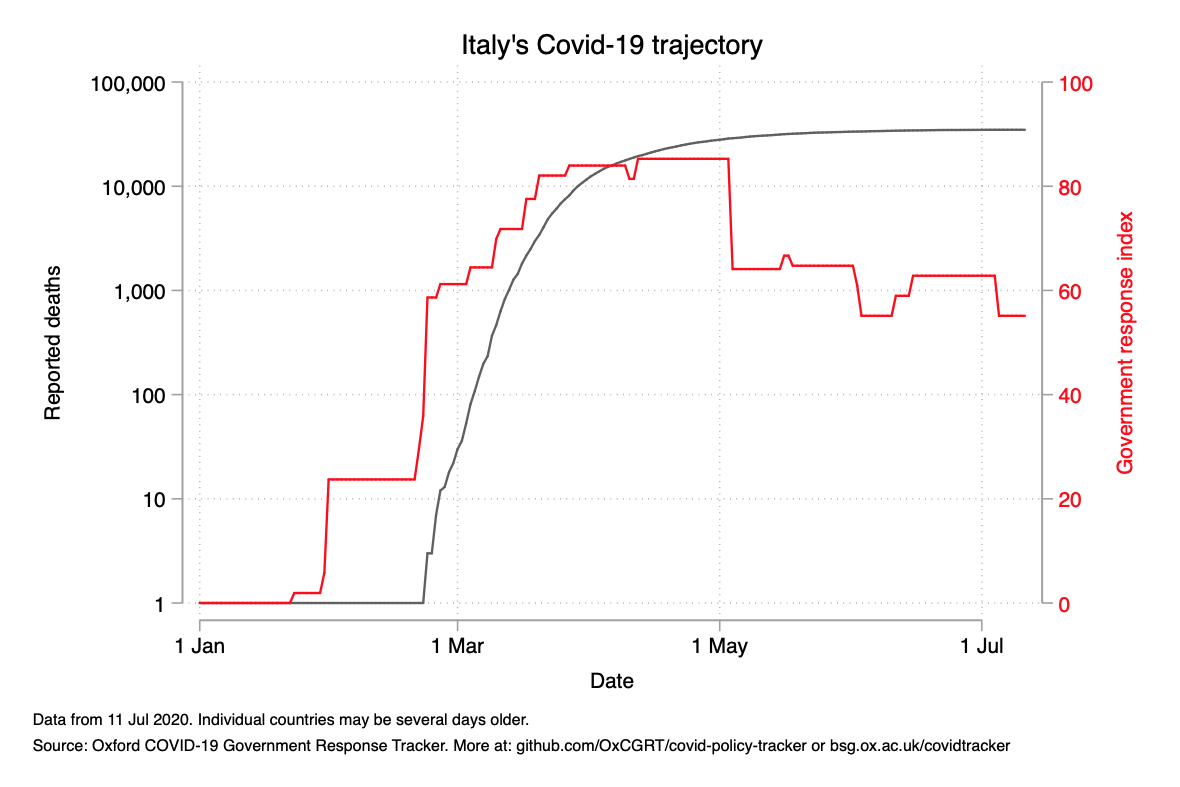 Italy's Covid-19 trajectory
100,000
10,000
1,000
100
10
1
Reported deaths
100
80
60
40
20
0
Government response index
1 Jan
1 Mar
1 May
1 Jul
Date
Data from 11 Jul 2020. Individual countries may be several days older.
Source: Oxford COVID-19 Government Response Tracker. More at: github.com/OxCGRT/covid-policy-tracker or bsg.ox.ac.uk/covidtracker